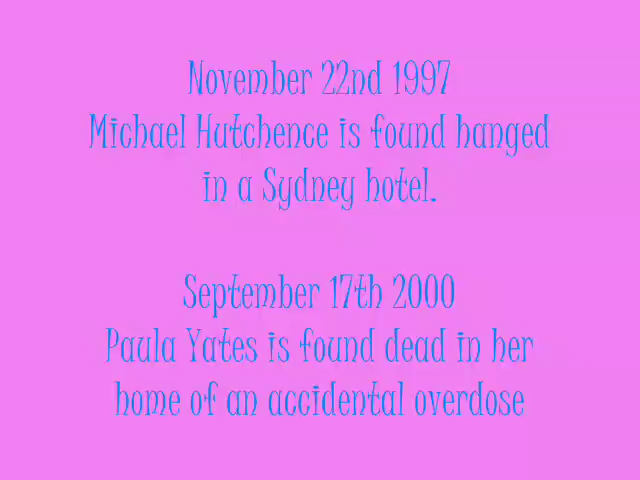 November 22nd 1997
Michael Hutchence is found hanged
in a Sydney hotel.
September 17th 2000
Paula Yates is found dead in her
home of an accidental overdose